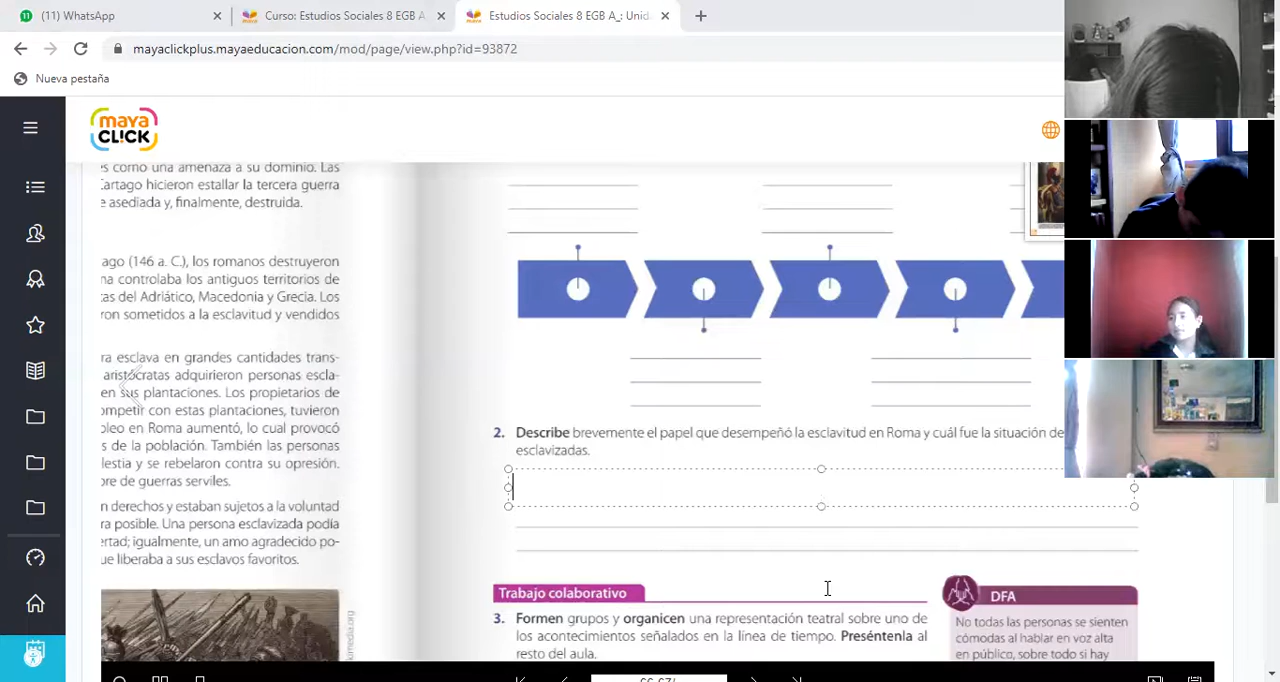 (11) WhatsApp
Curso: Estudios Sociales 8 EGB A
Estudios Sociales 8 EGB A_: Unid
mayaclickplus.mayaeducacion.com/mod/page/view.php?id=93872
Nueva pestaña
maya
CLICK
es como una amenaza a su dominio. Las
Cartago hicieron estallar la tercera guerra
e asediada y, finalmente, destruida.
ago (146 a. C.), los romanos destruyeron
na controlaba los antiguos territorios de
tas del Adriático, Macedonia y Grecia. Los
ron sometidos a la esclavitud y vendidos
ra esclava en grandes cantidades trans-
aristócratas adquirieron personas escla-
en sus plantaciones. Los propietarios de
ompetir con estas plantaciones, tuvieron
pleo en Roma aumentó, lo cual provocó
s de la población. También las personas
lestia y se rebelaron contra su opresión.
bre de guerras serviles.
n derechos y estaban sujetos a la voluntad
ra posible. Una persona esclavizada podía
ertad; igualmente, un amo agradecido po-
ue liberaba a sus esclavos favoritos.
2. Describe brevemente el papel que desempeñó la esclavitud en Roma y cuál fue la situación de
esclavizadas.
Trabajo colaborativo
3. Formen grupos y organicen una representación teatral sobre uno de
los acontecimientos señalados en la línea de tiempo. Preséntenla al
resto del aula.
DFA
No todas las personas se sienten
cómodas al hablar en voz alta
en público, sobre todo si hay